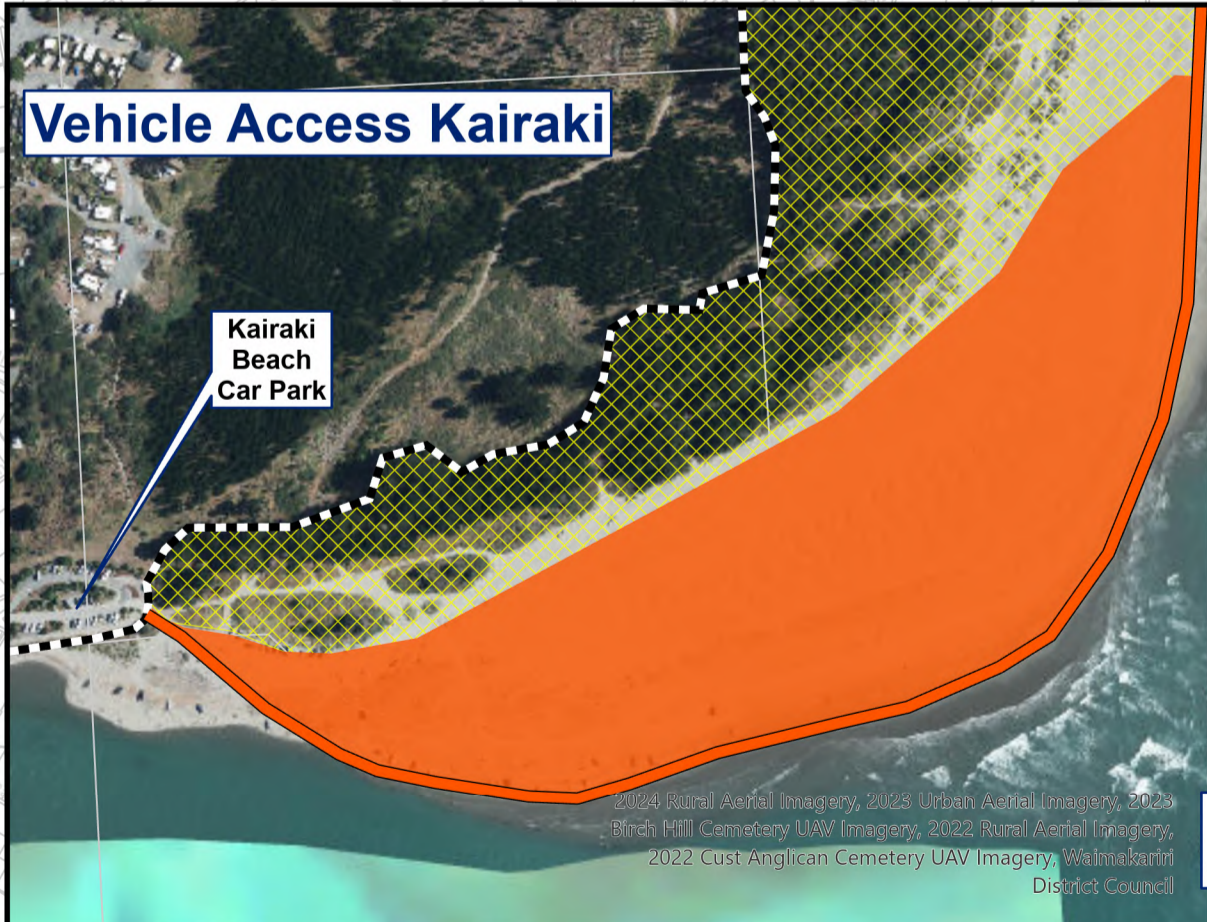 Vehicle Access Kairaki
Kairaki
Beach
Car Park
2024 Rural Aerial Imagery, 2023 Urban Aerial Imagery, 2023
Birch Hill Cemetery UAV Imagery, 2022 Rural Aerial Imagery,
2022 Cust Anglican Cemetery UAV Imagery, Waimakariri
District Council